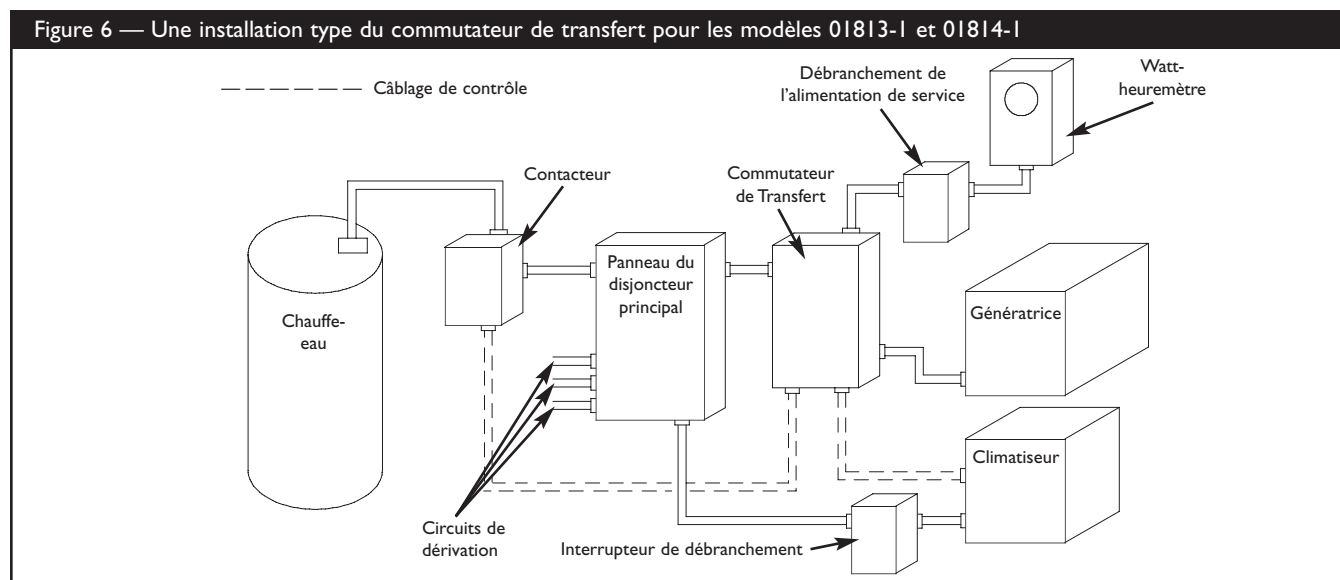 Figure 6 — Une installation type du commutateur de transfert pour les modèles 01813-1 et 01814-1
Câblage de contrôle
Débranchement de
l'alimentation de service
Watt-
heuremètre
Contacteur
Commutateur
de Transfert
Panneau du
disjoncteur
principal
Chauffe-
eau
Génératrice
Climatiseur
Circuits de
dérivation
Interrupteur de débranchement